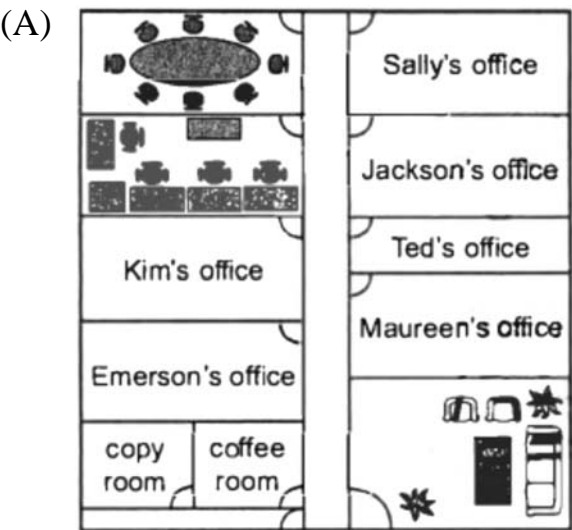 (A)
Sally's office
Jackson's office
Kim's office
Ted's office
Maureen's office
Emerson's office
copy
room
coffee
room